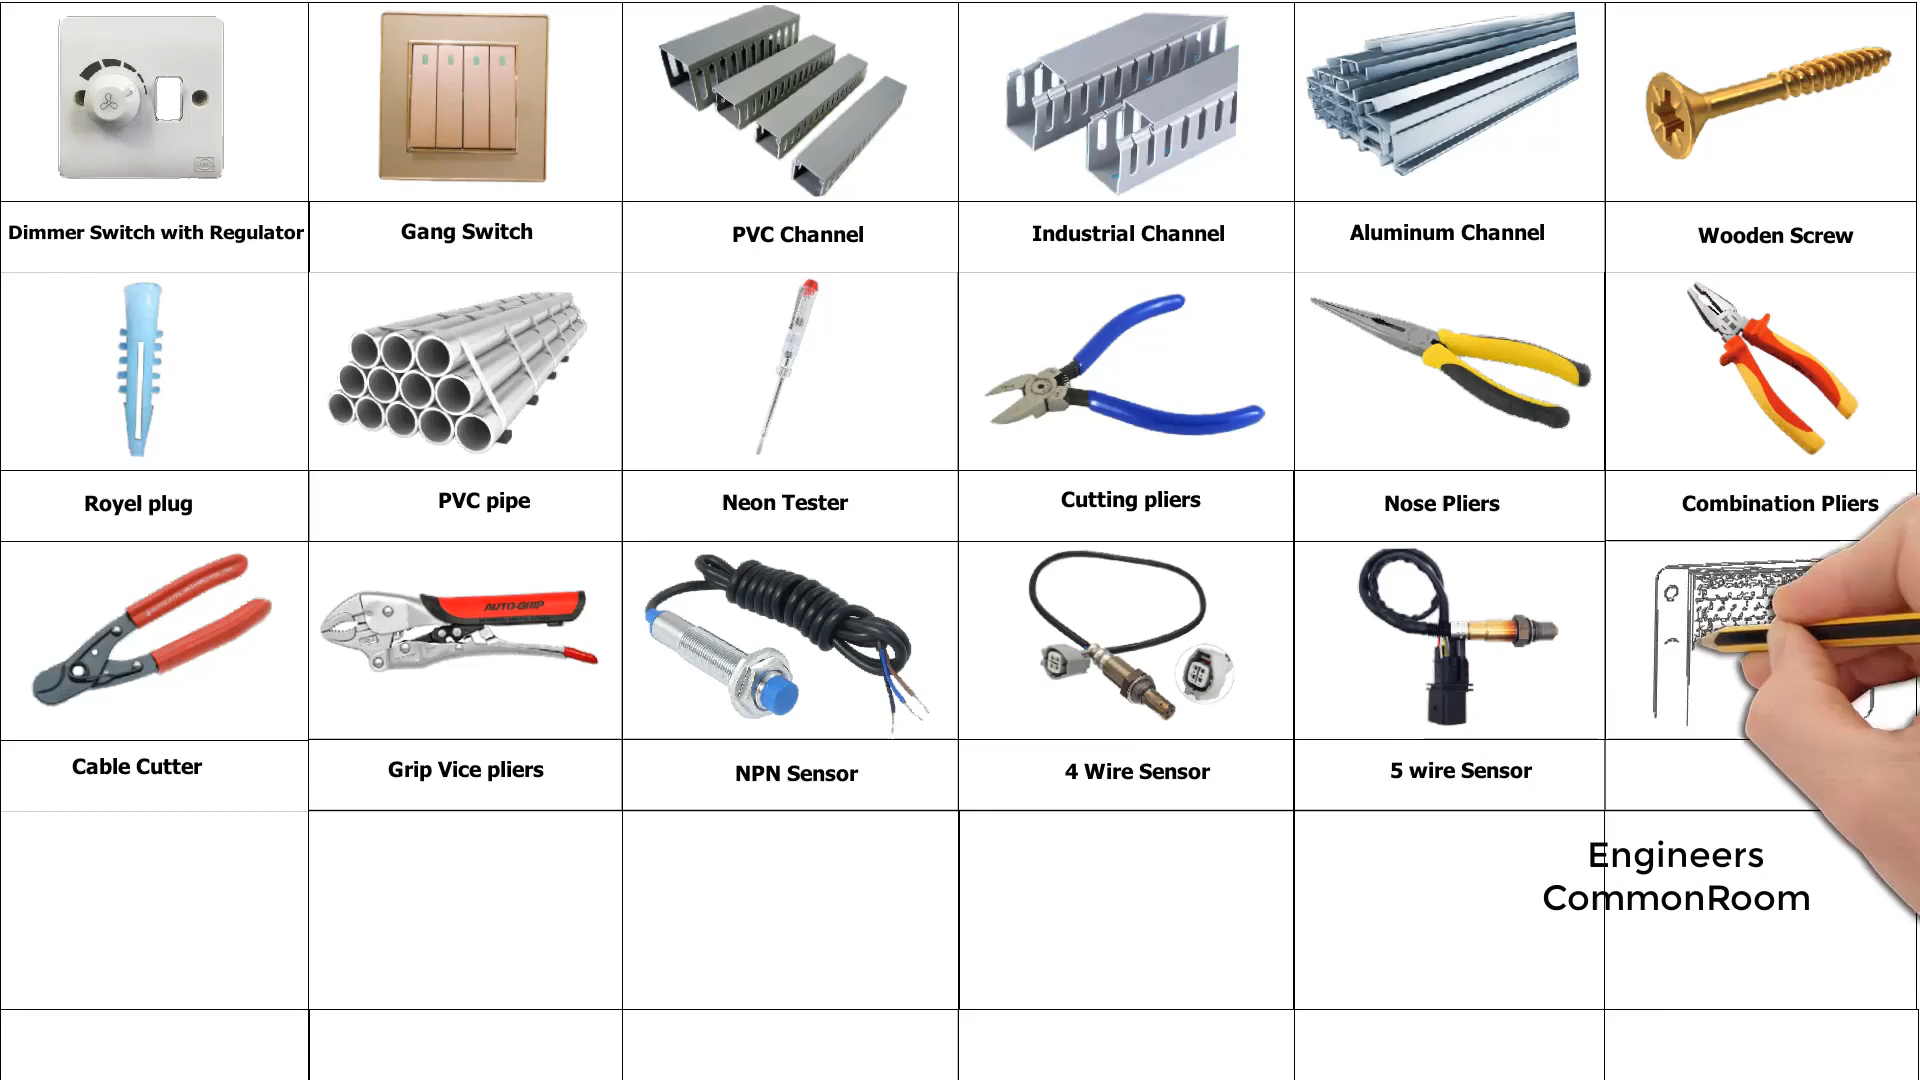 Dimmer Switch with Regulator
Gang Switch
PVC Channel
Industrial Channel
Aluminum Channel
Wooden Screw
Royel plug
PVC pipe
Neon Tester
Cutting pliers
Nose Pliers
Combination Pliers
AUTO-GRIP
Cable Cutter
Grip Vice pliers
NPN Sensor
4 Wire Sensor
5 wire Sensor
Engineers
CommonRoom